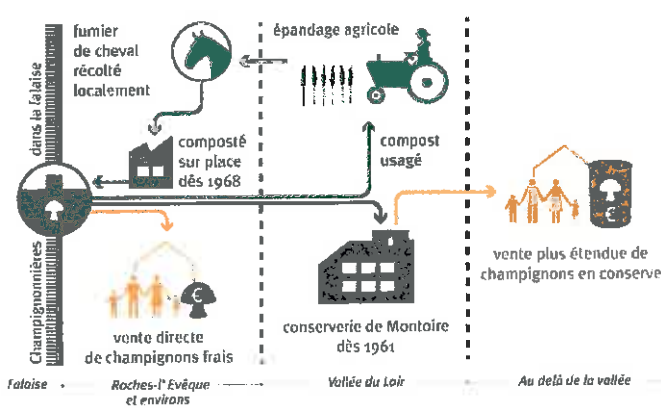 fumier
de cheval
récolté
localement
épandage agricole
dans la falaise
composté
sur place
dès 1968
compost
usagé
Champignonnières
€
vente directe
de champignons frais
conserverie de Montoire
dès 1961
€
vente plus étendue de
champignons en conserve
Falaise
Roches-l'Evêque
et environs
Vallée du Loir
Au delà de la vallée